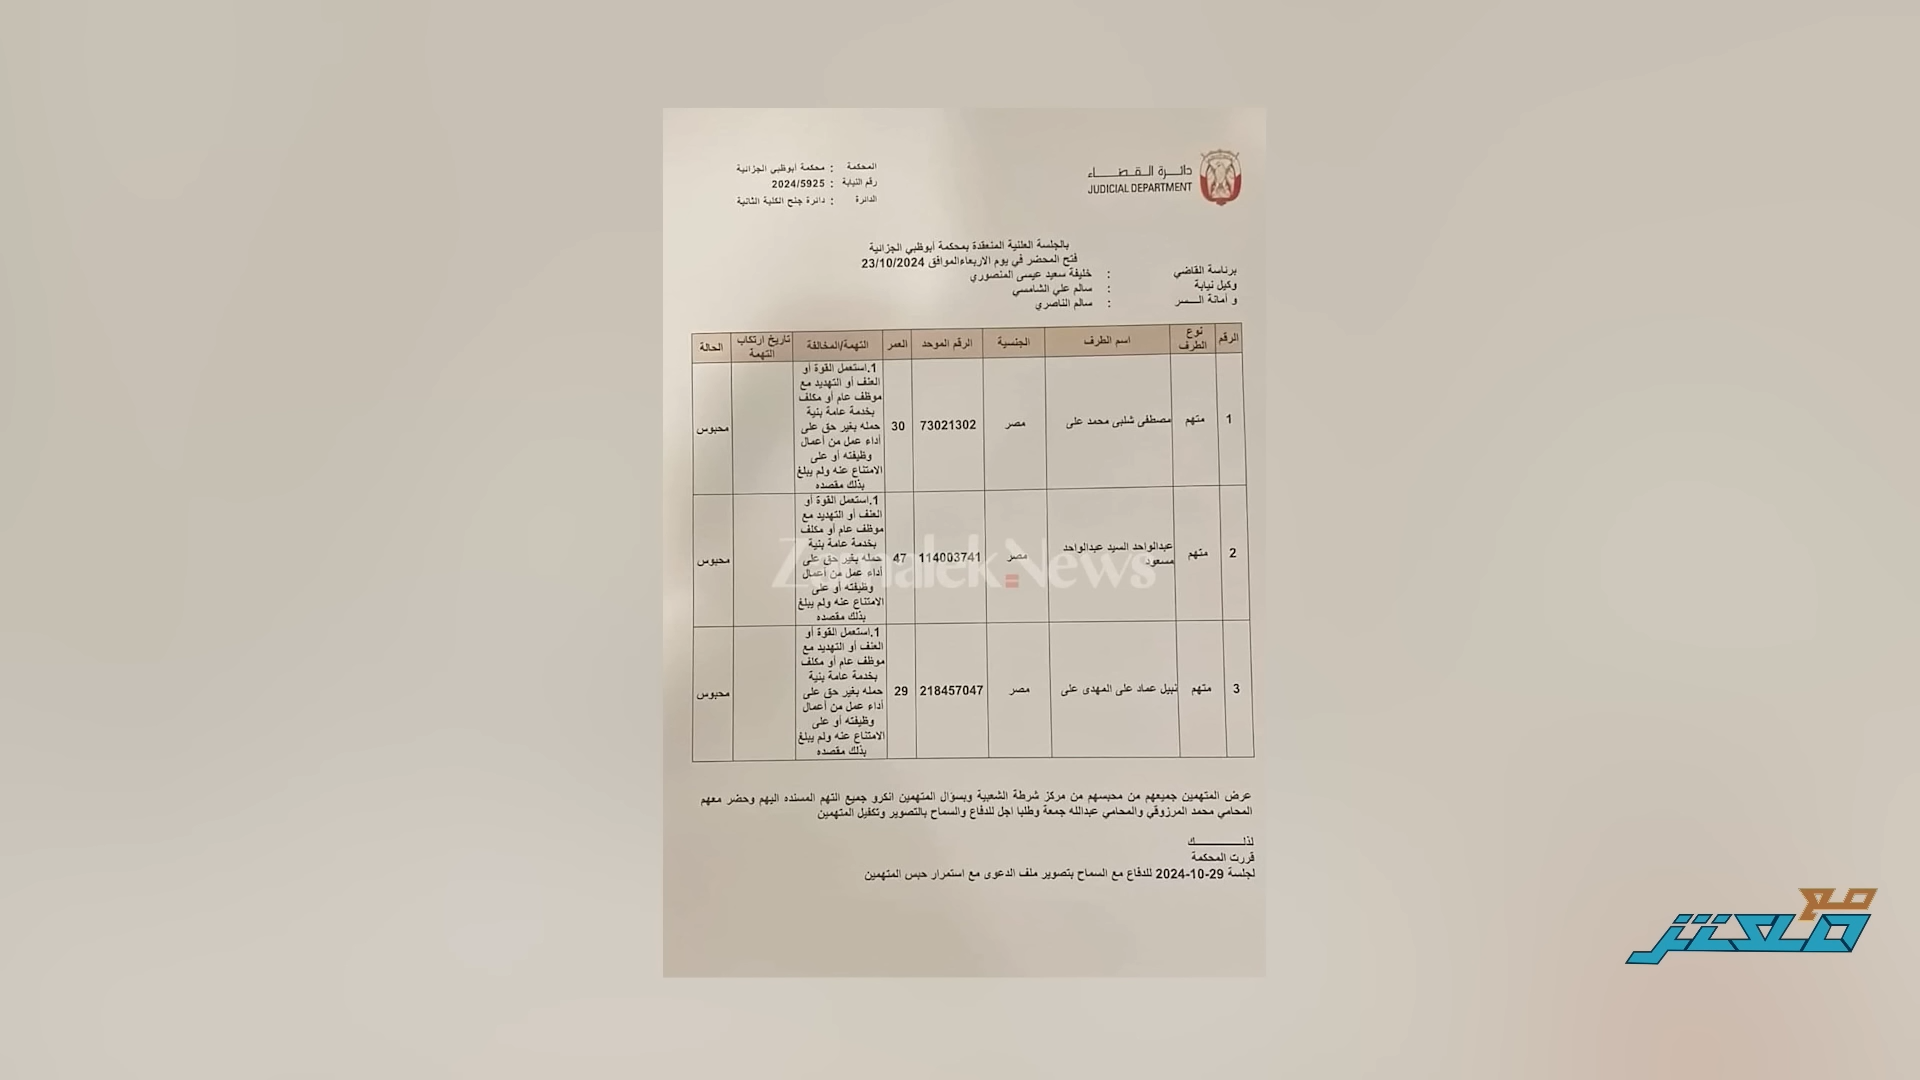 دائرة القضاء
JUDICIAL DEPARTMENT
المحكمة : محكمة أبوظبي الجزائية
رقم النيابة : 2024/5925
الدائرة : دائرة جنح الكلية الثانية
بالجلسة العلنية المنعقدة بمحكمة أبوظبي الجزائية
فتح المحضر في يوم الاربعاءالموافق 23/10/2024
برئاسة القاضي : خليفة سعيد عيسى المنصوري
وكيل نيابة : سالم علي الشامسي
و أمانة الســر : سالم الناصري
الرقم نوع الطرف اسم الطرف الجنسية الرقم الموحد العمر التهمة/المخالفة تاريخ ارتكاب التهمة الحالة
1 متهم مصطفى شلبى محمد على مصر 73021302 30
1.استعمل القوة أو
العنف أو التهديد مع
موظف عام أو مكلف
بخدمة عامة بنية
حمله بغير حق على
أداء عمل من أعمال
وظيفته أو على
الامتناع عنه ولم يبلغ
بذلك مقصده
محبوس
2 متهم عبدالواحد السيد عبدالواحد
مسعود
مصر 114003741 47
1.استعمل القوة أو
العنف أو التهديد مع
موظف عام أو مكلف
بخدمة عامة بنية
حمله بغير حق على
أداء عمل من أعمال
وظيفته أو على
الامتناع عنه ولم يبلغ
بذلك مقصده
محبوس
3 متهم نبيل عماد على المهدى على مصر 218457047 29
1.استعمل القوة أو
العنف أو التهديد مع
موظف عام أو مكلف
بخدمة عامة بنية
حمله بغير حق على
أداء عمل من أعمال
وظيفته أو على
الامتناع عنه ولم يبلغ
بذلك مقصده
محبوس
Zamalek.News
عرض المتهمين جميعهم من محبسهم من مركز شرطة الشعبية وبسؤال المتهمين انكرو جميع التهم المسنده اليهم وحضر معهم
المحامي محمد المرزوقي والمحامي عبدالله جمعة وطلبا اجل للدفاع والسماح بالتصوير وتكفيل المتهمين
لذلـــك
قررت المحكمة
لجلسة 29-10-2024 للدفاع مع السماح بتصوير ملف الدعوى مع استمرار حبس المتهمين
مع
معتز